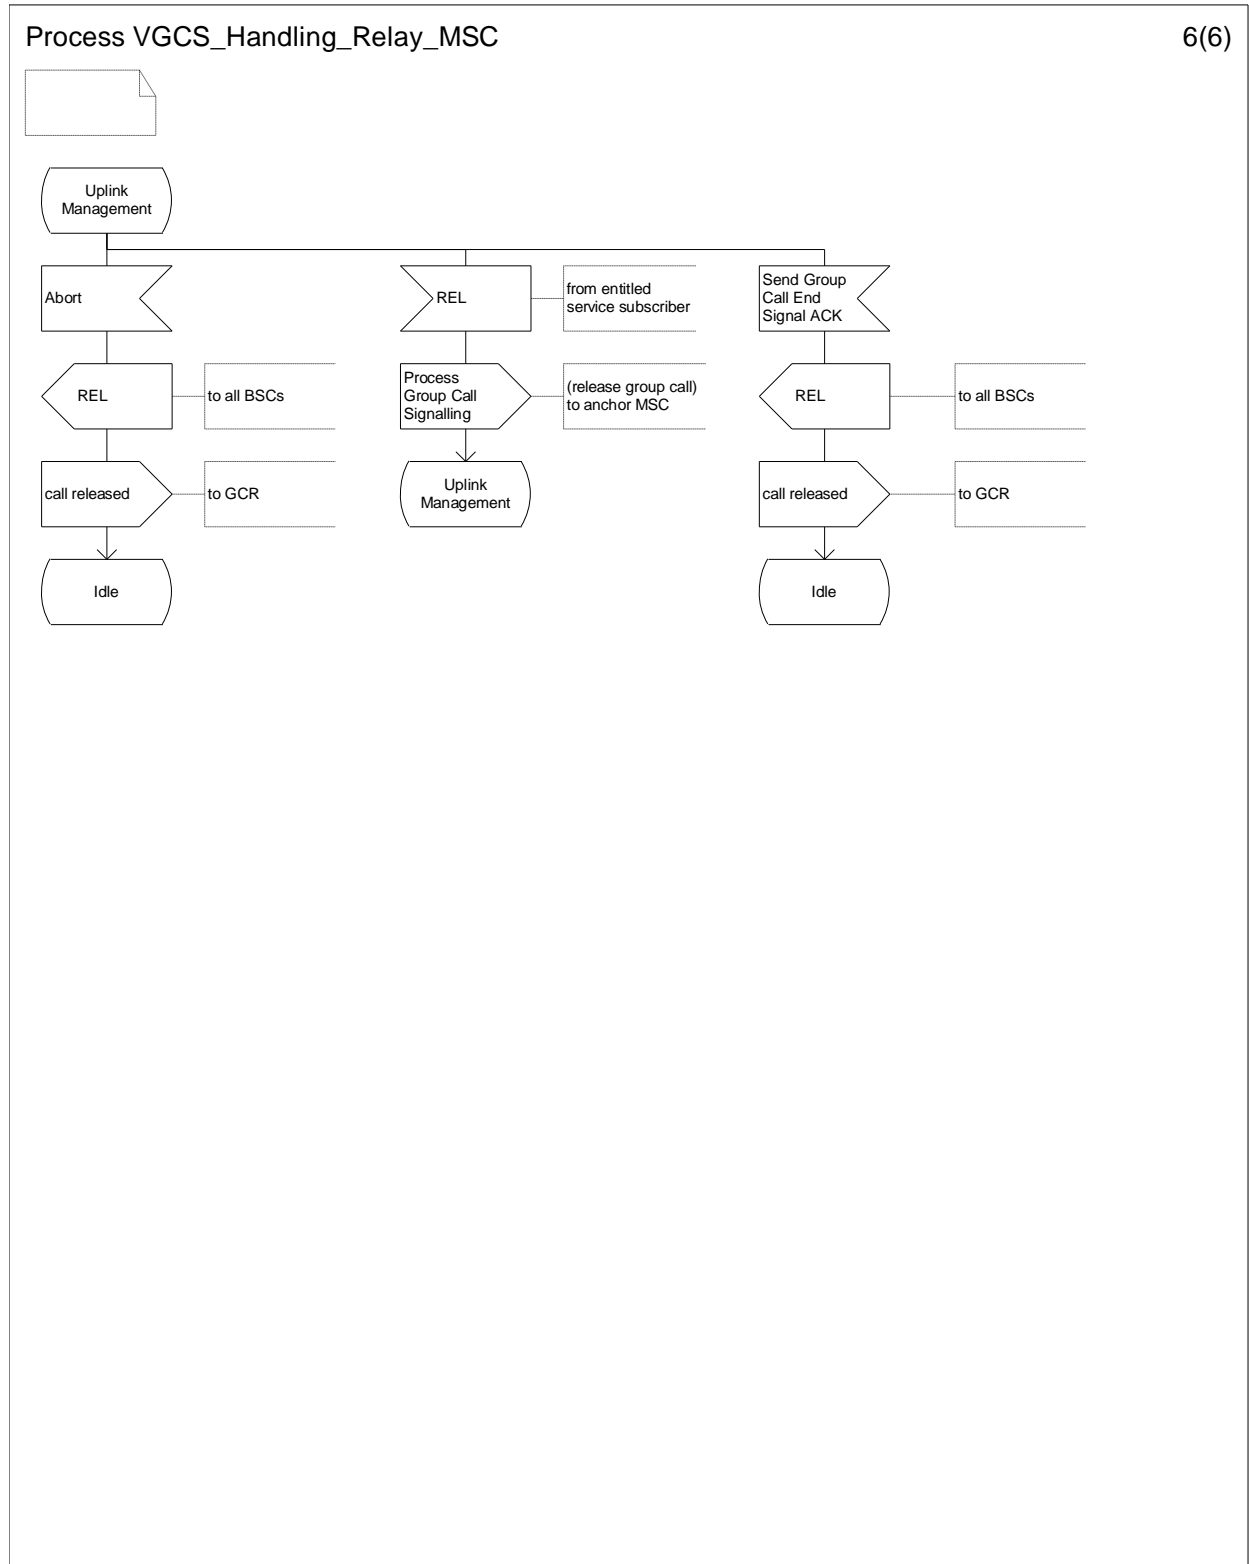 Process VGCS_Handling_Relay_MSC
6(6)
Uplink
Management
Abort
REL
from entitled
service subscriber
Send Group
Call End
Signal ACK
REL
to all BSCs
Process
Group Call
Signalling
(release group call)
to anchor MSC
REL
to all BSCs
call released
to GCR
Uplink
Management
call released
to GCR
Idle
Idle